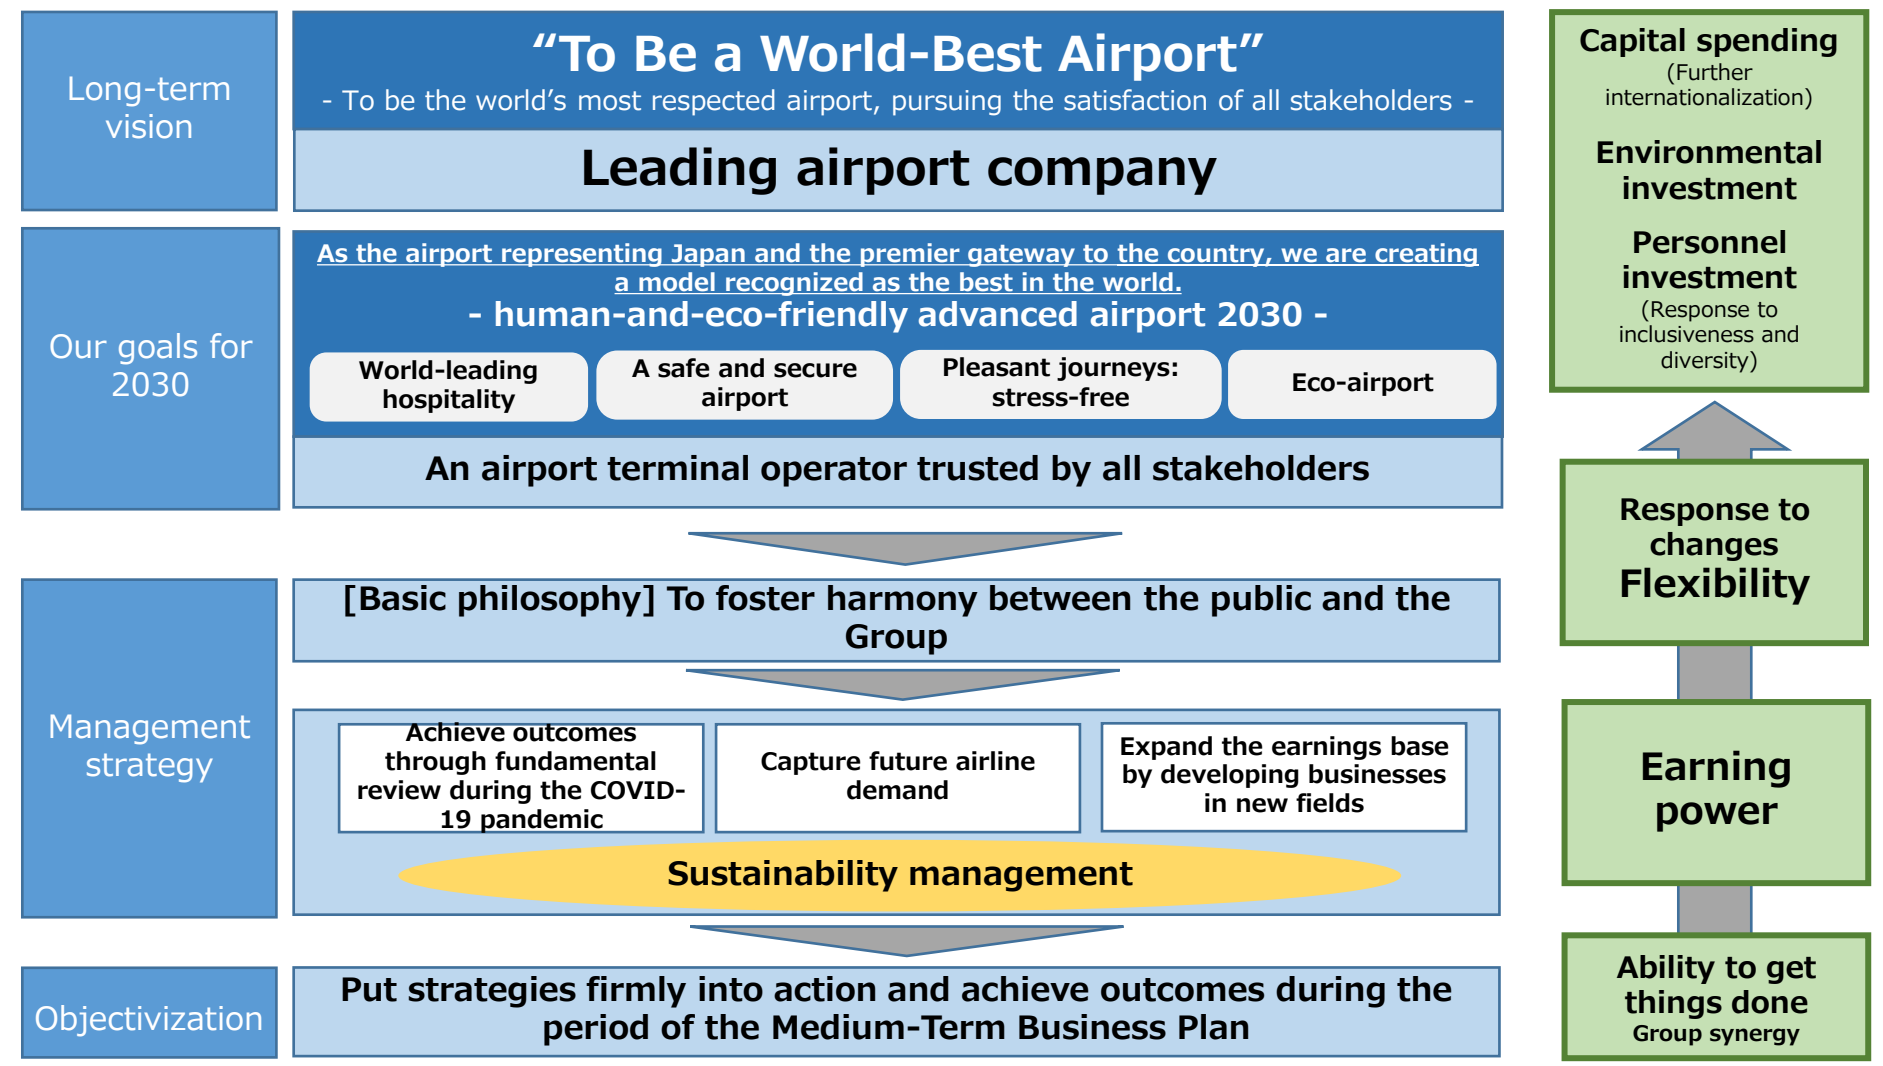 Long-term
vision
“To Be a World-Best Airport”
- To be the world’s most respected airport, pursuing the satisfaction of all stakeholders -
Leading airport company
Our goals for
2030
As the airport representing Japan and the premier gateway to the country, we are creating
a model recognized as the best in the world.
- human-and-eco-friendly advanced airport 2030 -
World-leading
hospitality
A safe and secure
airport
Pleasant journeys:
stress-free
Eco-airport
An airport terminal operator trusted by all stakeholders
Management
strategy
[Basic philosophy] To foster harmony between the public and the
Group
Achieve outcomes
through fundamental
review during the COVID-
19 pandemic
Capture future airline
demand
Expand the earnings base
by developing businesses
in new fields
Sustainability management
Objectivization
Put strategies firmly into action and achieve outcomes during the
period of the Medium-Term Business Plan
Capital spending
(Further
internationalization)
Environmental
investment
Personnel
investment
(Response to
inclusiveness and
diversity)
Response to
changes
Flexibility
Earning
power
Ability to get
things done
Group synergy